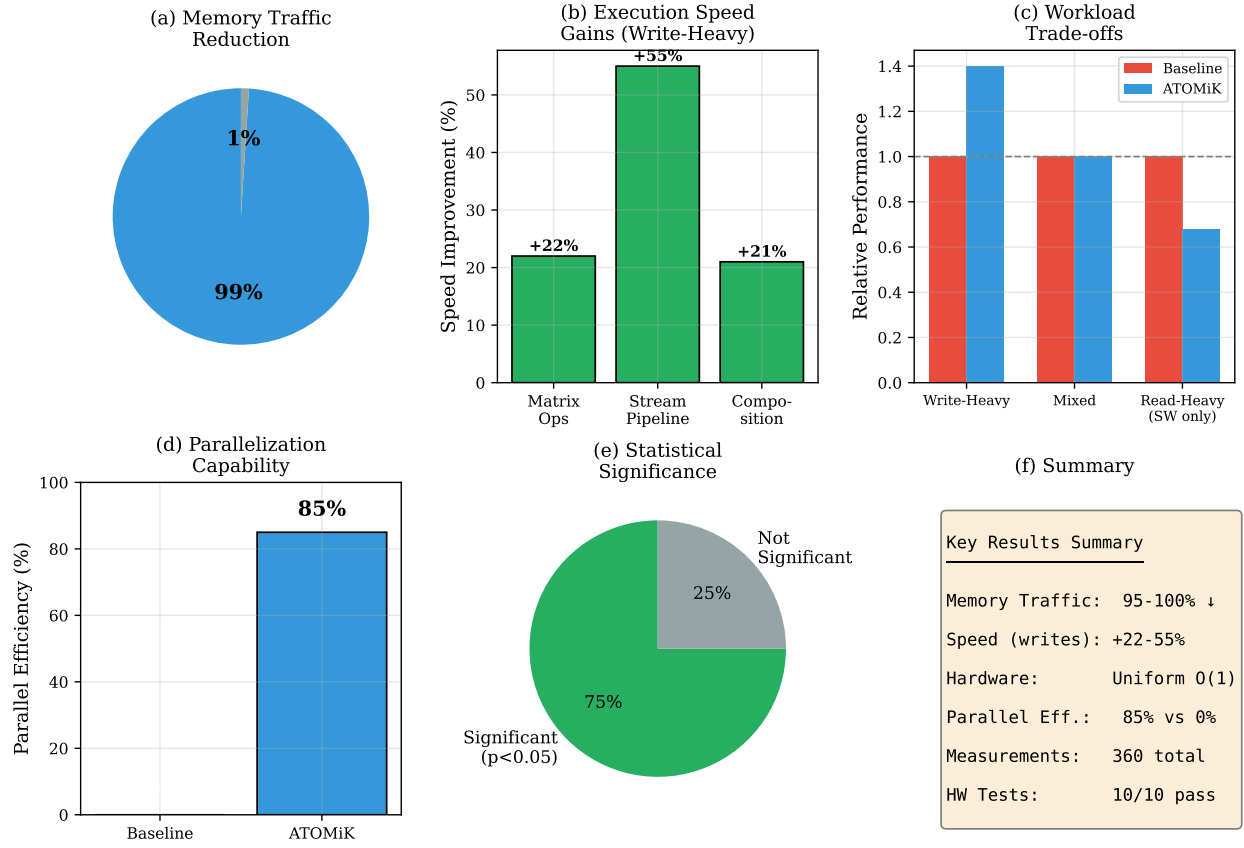 (a) Memory Traffic
Reduction
1%
99%
(b) Execution Speed
Gains (Write-Heavy)
Speed Improvement (%)
50
40
30
20
10
0
+22%
+55%
+21%
Matrix
Ops
Stream
Pipeline
Compo-
sition
(c) Workload
Trade-offs
Relative Performance
1.4
1.2
1.0
0.8
0.6
0.4
0.2
0.0
Baseline
ATOMiK
Write-Heavy
Mixed
Read-Heavy
(SW only)
(d) Parallelization
Capability
Parallel Efficiency (%)
100
80
60
40
20
0
85%
Baseline
ATOMiK
(e) Statistical
Significance
Not
Significant
25%
75%
Significant
(p<0.05)
(f) Summary
Key Results Summary
Memory Traffic: 95-100% ↓
Speed (writes): +22-55%
Hardware: Uniform O(1)
Parallel Eff.: 85% vs 0%
Measurements: 360 total
HW Tests: 10/10 pass